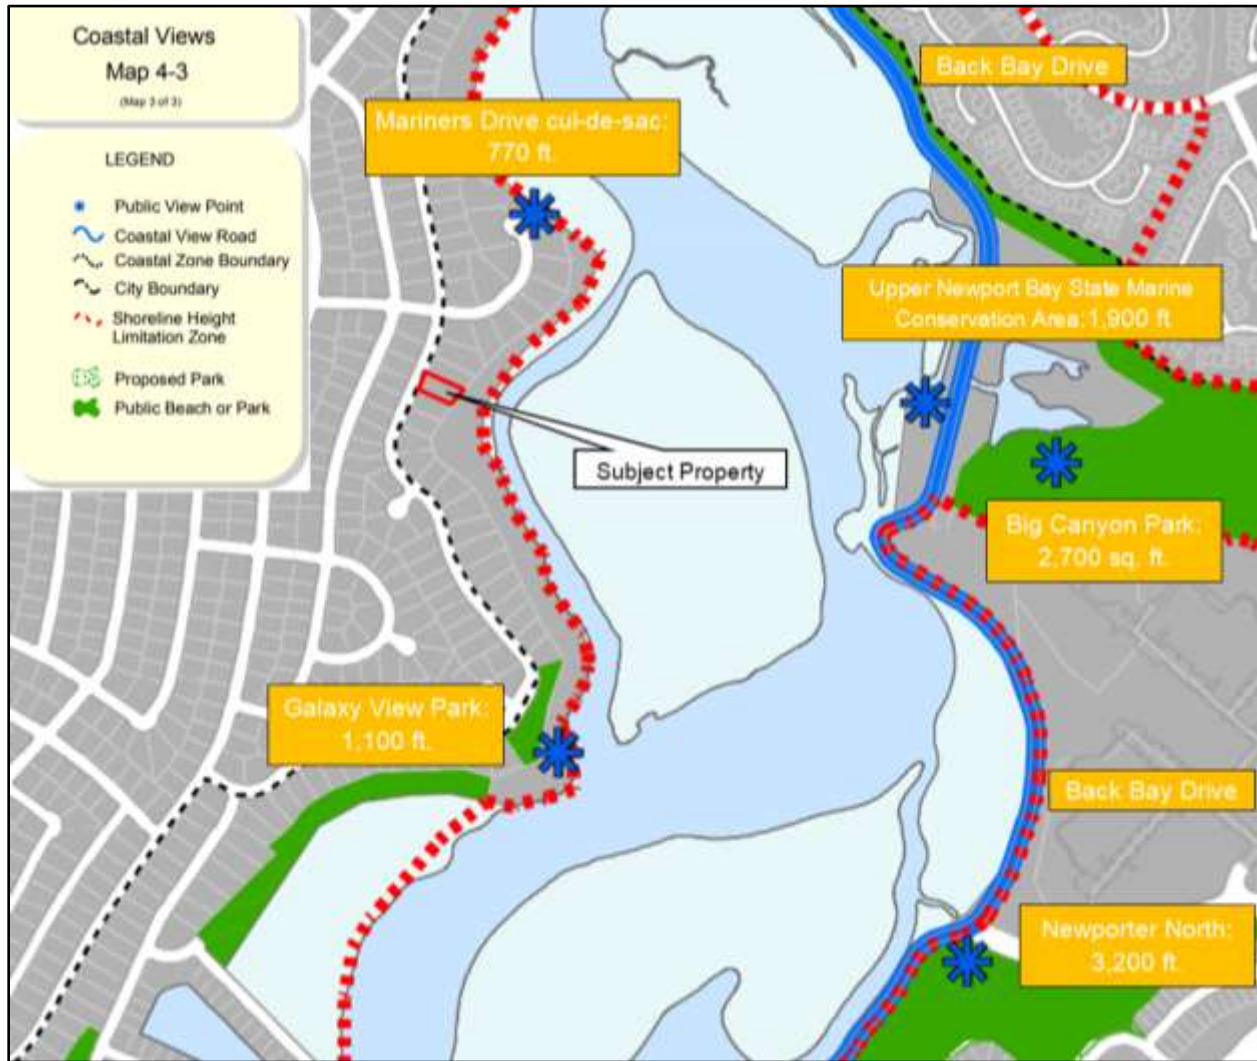 Coastal Views
Map 4-3
(Map 3 of 3)
LEGEND
Public View Point
Coastal View Road
Coastal Zone Boundary
City Boundary
Shoreline Height
Limitation Zone
Proposed Park
Public Beach or Park
Back Bay Drive
Mariners Drive cul-de-sac:
770 ft.
Upper Newport Bay State Marine
Conservation Area:1,900 ft
Subject Property
Big Canyon Park:
2,700 sq. ft.
Galaxy View Park:
1,100 ft.
Back Bay Drive
Newporter North:
3,200 ft.